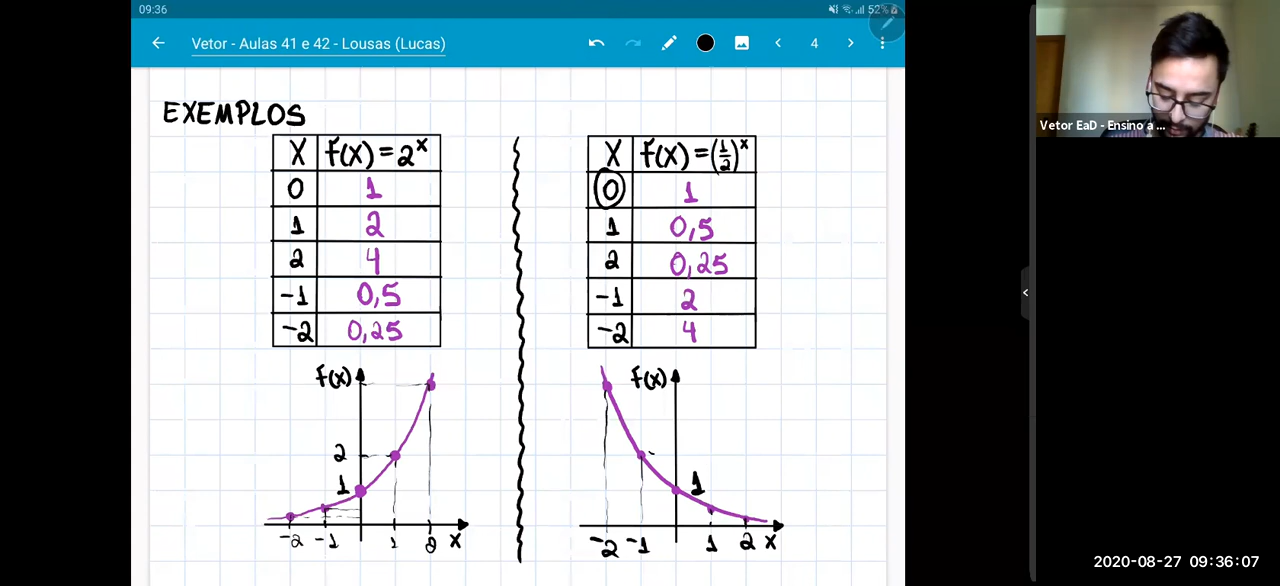 09:36
52%
Vetor - Aulas 41 e 42 - Lousas (Lucas)
4
EXEMPLOS
X F(X)=2^x
0 1
1 2
2 4
-1 0,5
-2 0,25
X F(X)=(1/2)^x
0 1
1 0,5
2 0,25
-1 2
-2 4
F(X)
2
1
-2 -1 1 2 X
F(X)
1
-2 -1 1 2 X
Vetor EaD - Ensino a ...
2020-08-27 09:36:07